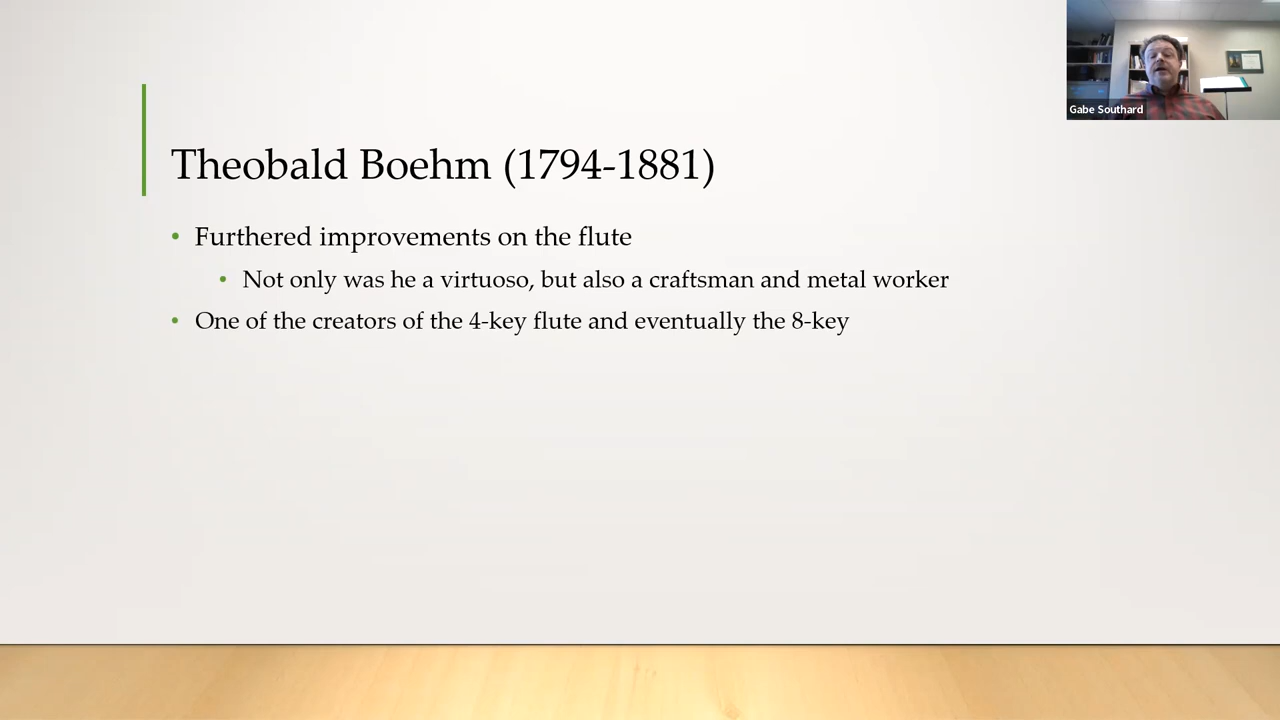 Gabe Southard
Theobald Boehm (1794-1881)
• Furthered improvements on the flute
• Not only was he a virtuoso, but also a craftsman and metal worker
• One of the creators of the 4-key flute and eventually the 8-key